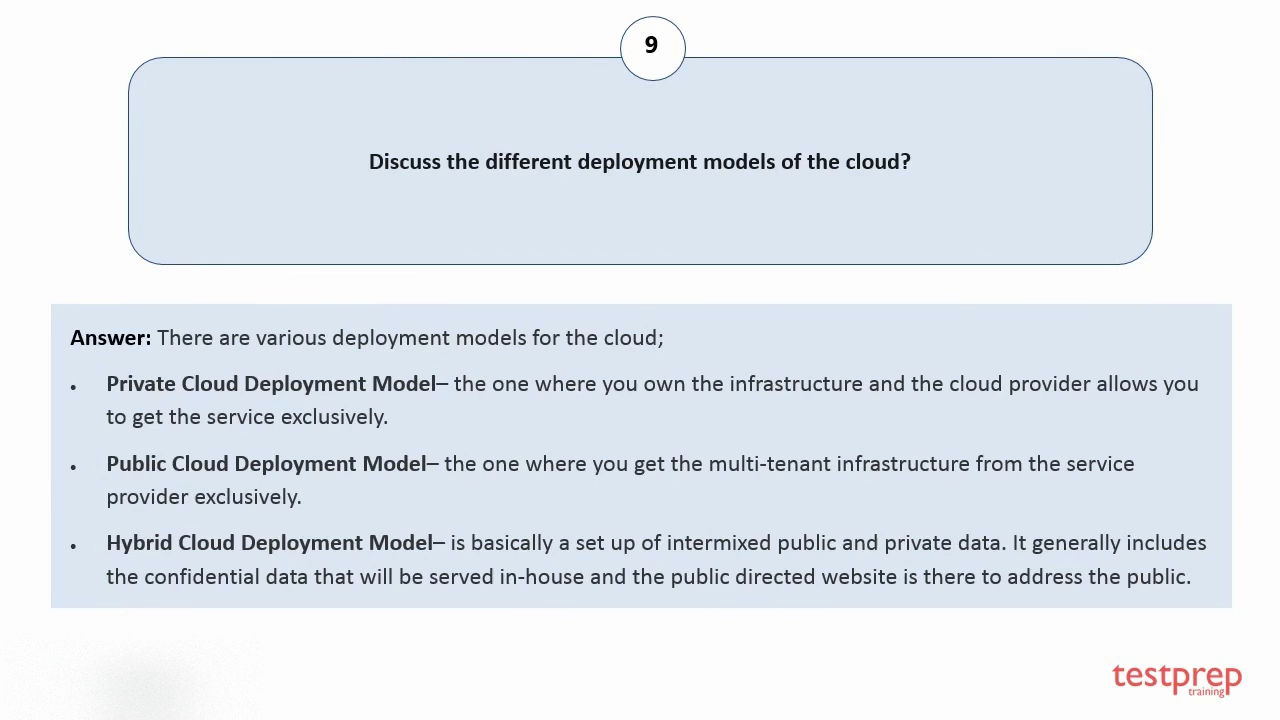 9
Discuss the different deployment models of the cloud?
Answer: There are various deployment models for the cloud;
• Private Cloud Deployment Model– the one where you own the infrastructure and the cloud provider allows you
to get the service exclusively.
• Public Cloud Deployment Model– the one where you get the multi-tenant infrastructure from the service
provider exclusively.
• Hybrid Cloud Deployment Model– is basically a set up of intermixed public and private data. It generally includes
the confidential data that will be served in-house and the public directed website is there to address the public.
testprep
training